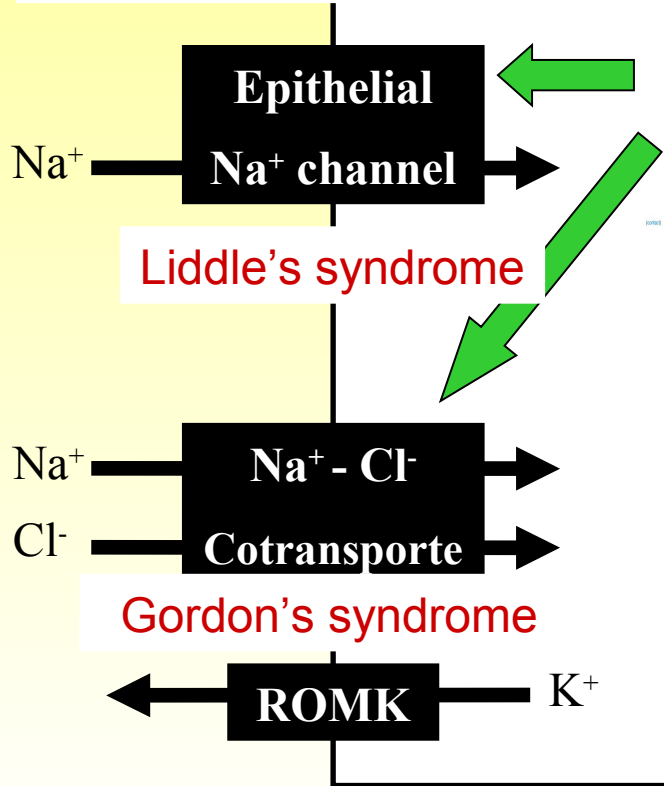 Epithelial
Na⁺ Na⁺ channel
Liddle's syndrome
Na⁺ Na⁺ - Cl⁻
Cl⁻ Cotransporte
Gordon's syndrome
ROMK K⁺